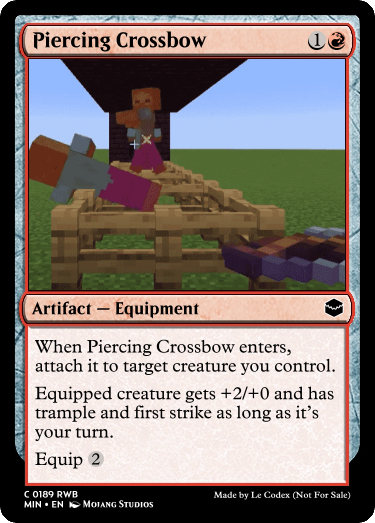 Piercing Crossbow 1
Artifact — Equipment
When Piercing Crossbow enters,
attach it to target creature you control.
Equipped creature gets +2/+0 and has
trample and first strike as long as it's
your turn.
Equip 2
C 0189 RWB
MIN • EN Mojang Studios
Made by Le Codex (Not For Sale)